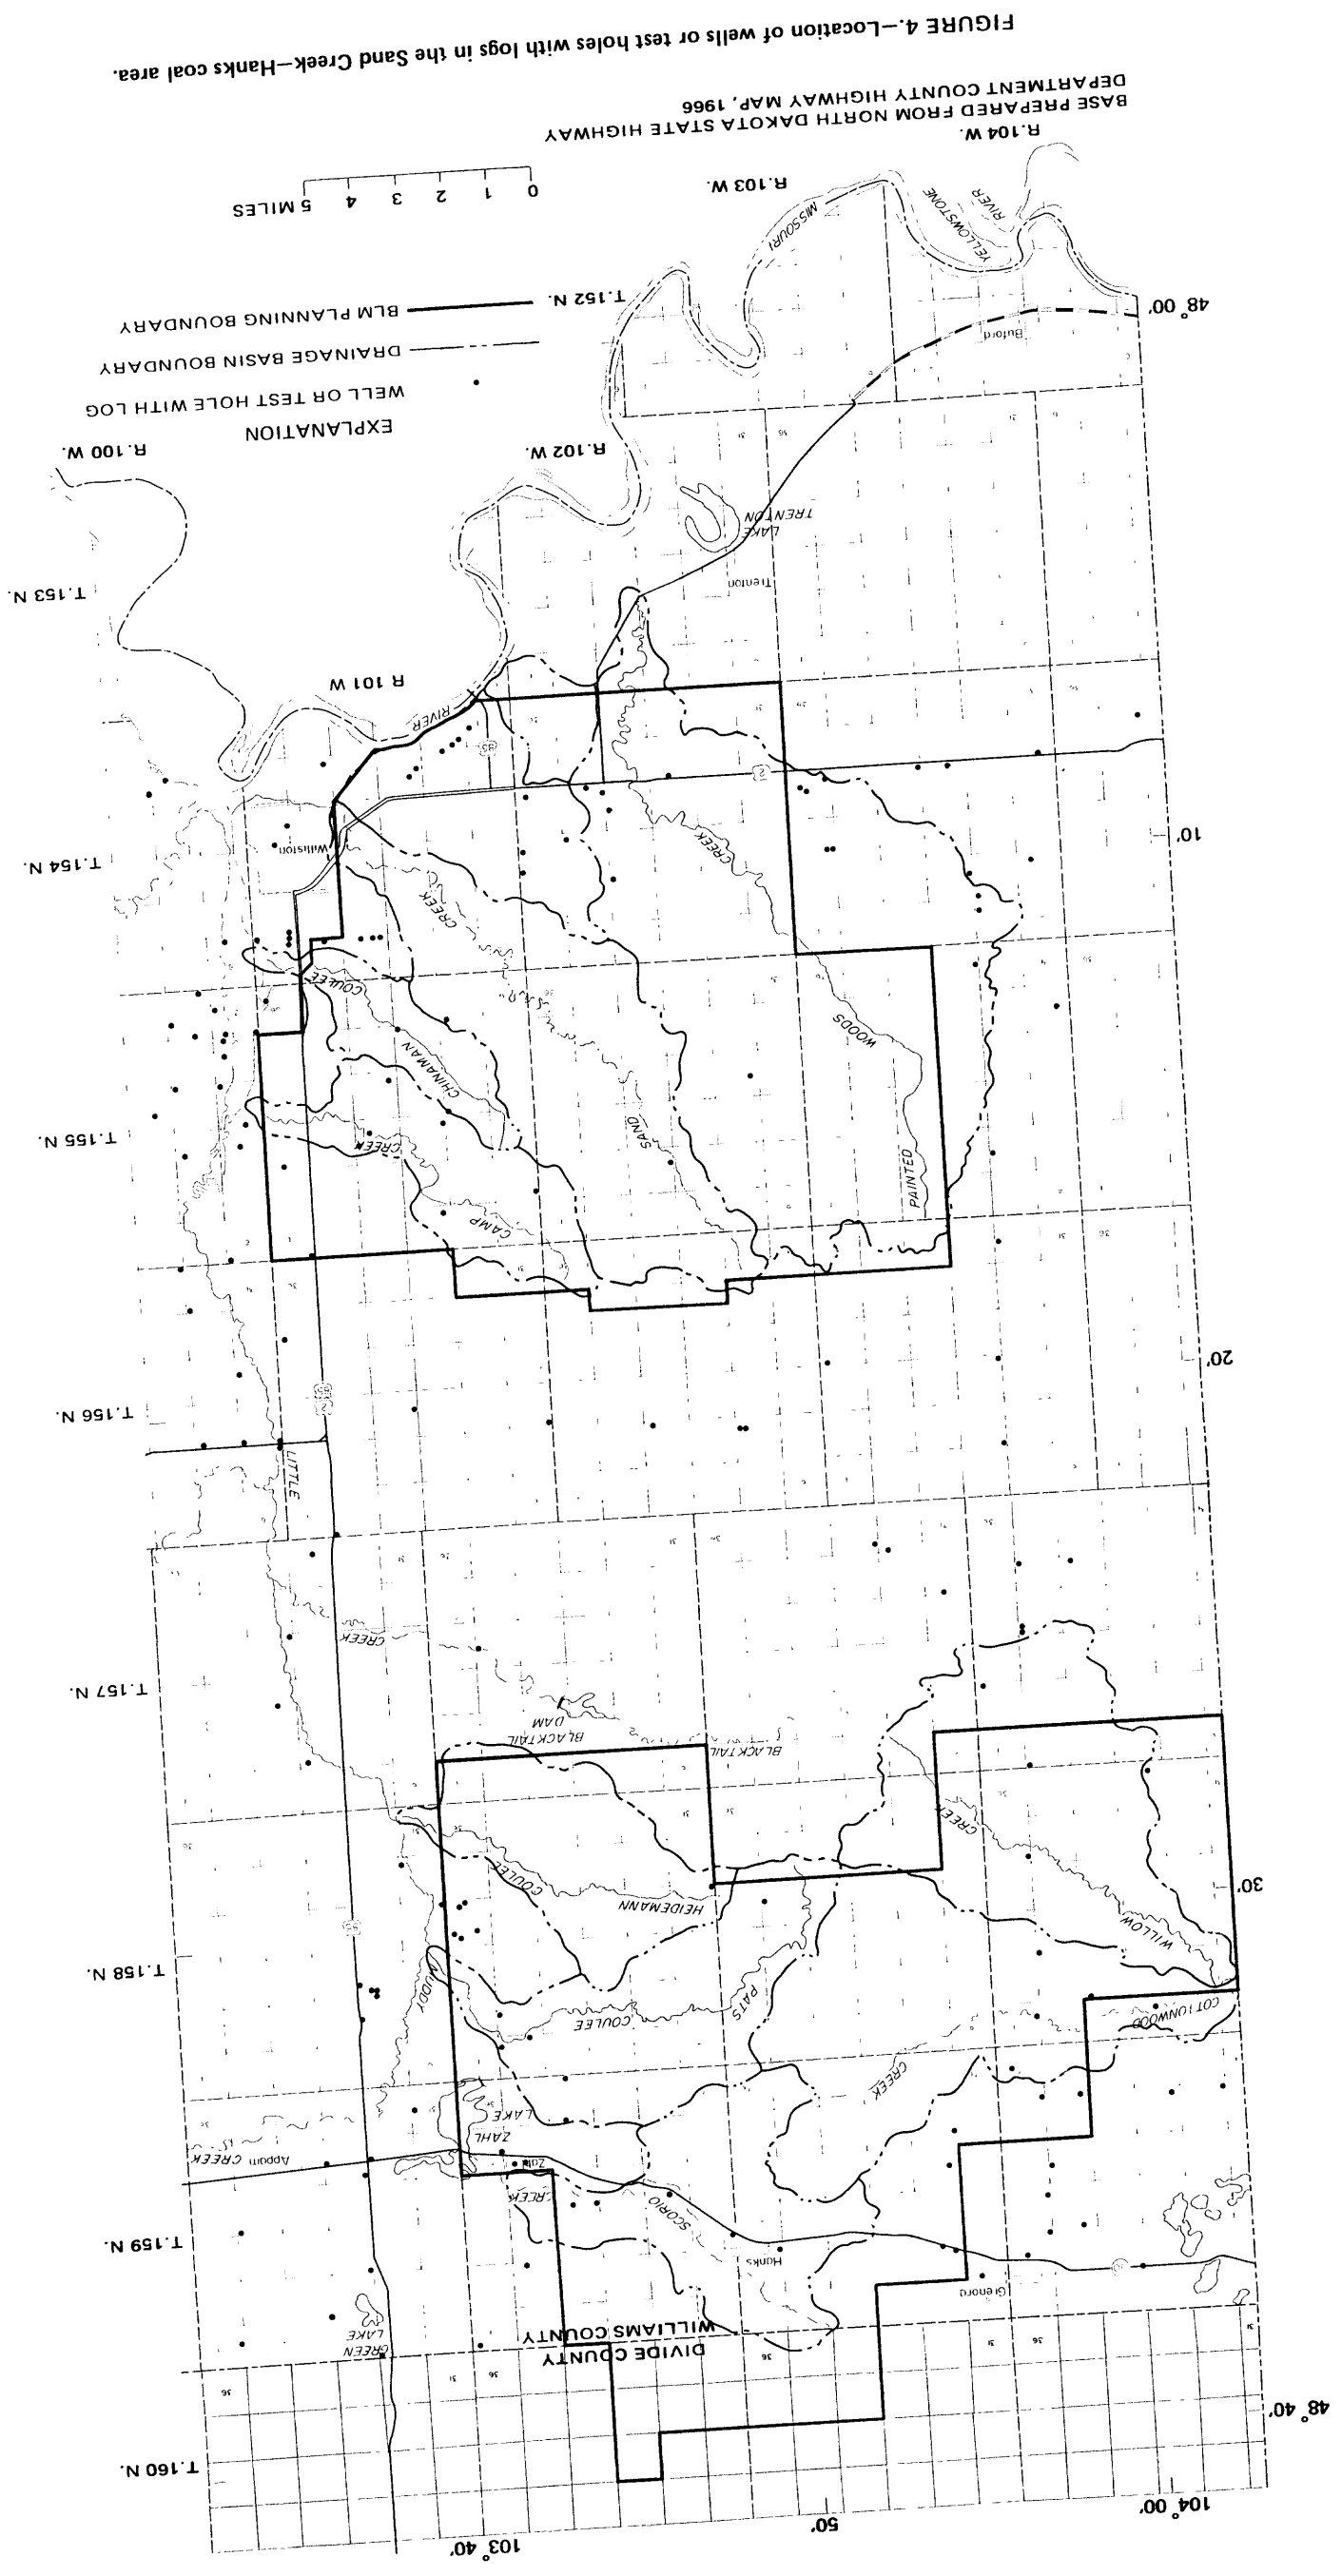 104° 00'
50'
103° 40'
T.160 N.
48° 40'
DIVIDE COUNTY
WILLIAMS COUNTY
GREEN
LAKE
Grenora
Hanks
T.159 N.
SCORIO
CREEK
Zahl
ZAHL
LAKE
Appam
CREEK
CREEK
COTTONWOOD
PATS
COULEE
MUDDY
T.158 N.
WILLOW
CREEK
HEIDEMANN
COULEE
30'
BLACKTAIL
BLACKTAIL
DAM
CREEK
T.157 N.
LITTLE
T.156 N.
20'
CAMP
CREEK
PAINTED
WOODS
CREEK
SAND
CREEK
CHINAMAN
COULEE
T.155 N.
Williston
T.154 N.
10'
2
85
RIVER
R 101 W
T.153 N.
Trenton
LAKE
TRENTON
R.102 W.
R.100 W.
EXPLANATION
WELL OR TEST HOLE WITH LOG
DRAINAGE BASIN BOUNDARY
BLM PLANNING BOUNDARY
Buford
48° 00'
T.152 N.
YELLOWSTONE
RIVER
MISSOURI
R.103 W.
R.104 W.
0 1 2 3 4 5 MILES
BASE PREPARED FROM NORTH DAKOTA STATE HIGHWAY
DEPARTMENT COUNTY HIGHWAY MAP, 1966
FIGURE 4.—Location of wells or test holes with logs in the Sand Creek—Hanks coal area.